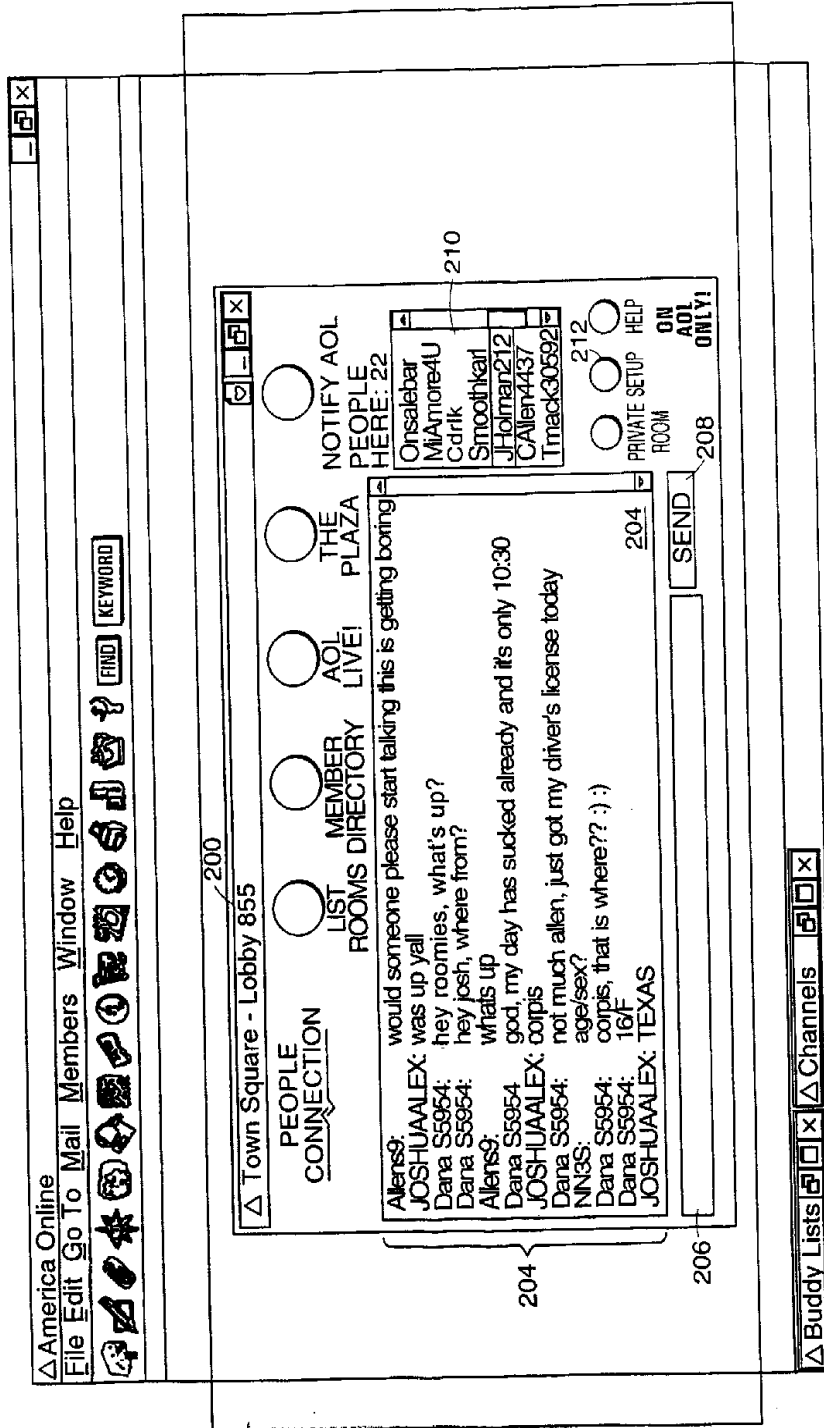 America Online
File Edit Go To Mail Members Window Help
FIND KEYWORD
200
Town Square - Lobby 855
PEOPLE
CONNECTION
LIST
ROOMS
MEMBER
DIRECTORY
AOL
LIVE!
THE
PLAZA
NOTIFY AOL
PEOPLE
HERE: 22
Allens9: would someone please start talking this is getting boring
JOSHUAALEX: was up yall
Dana S5954: hey roomies, what's up?
Dana S5954: hey josh, where from?
Allens9: whats up
Dana S5954 god, my day has sucked already and it's only 10:30
JOSHUAALEX: corpis
Dana S5954: not much allen, just got my driver's license today
NN3S: age/sex?
Dana S5954: corpis, that is where?? :) :)
Dana S5954: 16/F
JOSHUAALEX: TEXAS
204
204
Onsalebar
MiAmore4U
Cdrlk
Smoothkarl
JHolman212
CAllen4437
Tmack30592
210
212
PRIVATE
ROOM
SETUP
HELP
ON
AOL
ONLY!
206
SEND
208
Buddy Lists
Channels